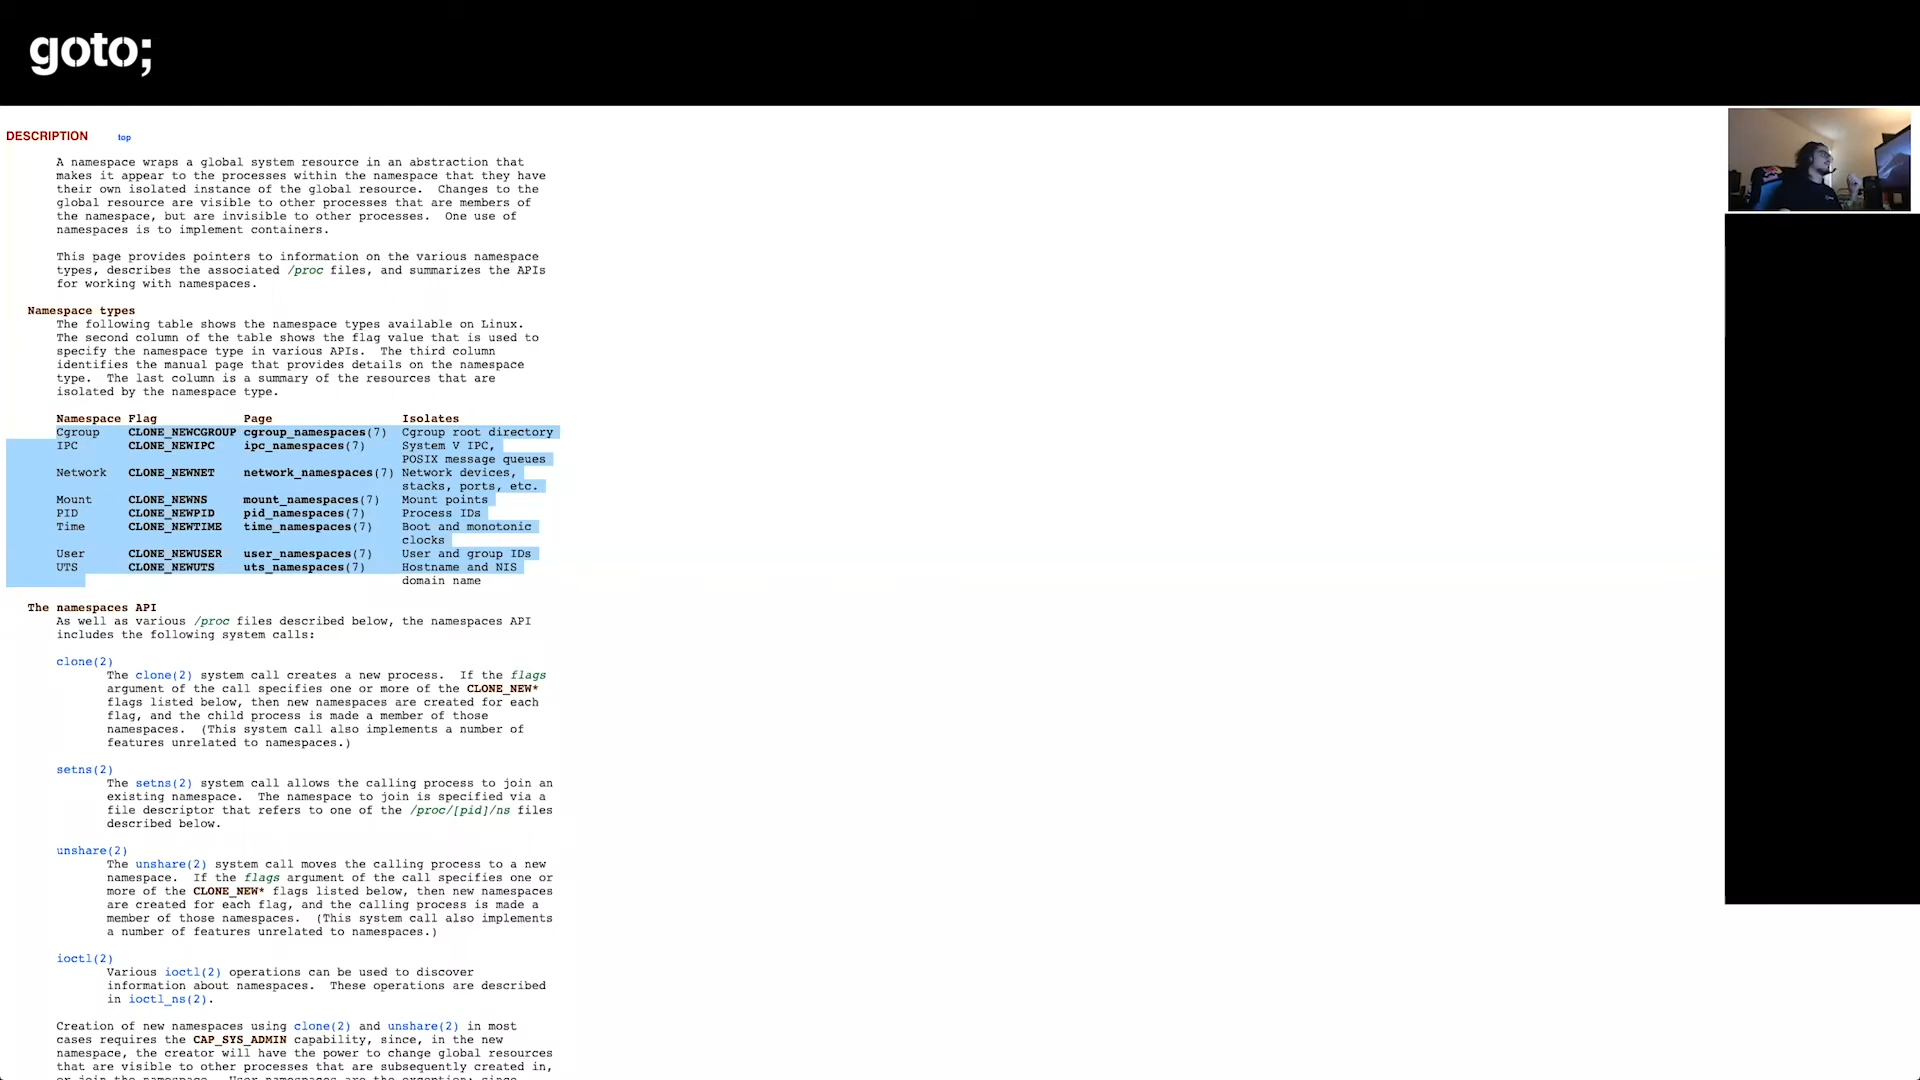 goto;
DESCRIPTION top
A namespace wraps a global system resource in an abstraction that
makes it appear to the processes within the namespace that they have
their own isolated instance of the global resource.  Changes to the
global resource are visible to other processes that are members of
the namespace, but are invisible to other processes.  One use of
namespaces is to implement containers.
This page provides pointers to information on the various namespace
types, describes the associated /proc files, and summarizes the APIs
for working with namespaces.
Namespace types
The following table shows the namespace types available on Linux.
The second column of the table shows the flag value that is used to
specify the namespace type in various APIs.  The third column
identifies the manual page that provides details on the namespace
type.  The last column is a summary of the resources that are
isolated by the namespace type.
Namespace Flag Page Isolates
Cgroup CLONE_NEWCGROUP cgroup_namespaces(7) Cgroup root directory
IPC CLONE_NEWIPC ipc_namespaces(7) System V IPC,
POSIX message queues
Network CLONE_NEWNET network_namespaces(7) Network devices,
stacks, ports, etc.
Mount CLONE_NEWNS mount_namespaces(7) Mount points
PID CLONE_NEWPID pid_namespaces(7) Process IDs
Time CLONE_NEWTIME time_namespaces(7) Boot and monotonic
clocks
User CLONE_NEWUSER user_namespaces(7) User and group IDs
UTS CLONE_NEWUTS uts_namespaces(7) Hostname and NIS
domain name
The namespaces API
As well as various /proc files described below, the namespaces API
includes the following system calls:
clone(2)
The clone(2) system call creates a new process.  If the flags
argument of the call specifies one or more of the CLONE_NEW*
flags listed below, then new namespaces are created for each
flag, and the child process is made a member of those
namespaces.  (This system call also implements a number of
features unrelated to namespaces.)
setns(2)
The setns(2) system call allows the calling process to join an
existing namespace.  The namespace to join is specified via a
file descriptor that refers to one of the /proc/[pid]/ns files
described below.
unshare(2)
The unshare(2) system call moves the calling process to a new
namespace.  If the flags argument of the call specifies one or
more of the CLONE_NEW* flags listed below, then new namespaces
are created for each flag, and the calling process is made a
member of those namespaces.  (This system call also implements
a number of features unrelated to namespaces.)
ioctl(2)
Various ioctl(2) operations can be used to discover
information about namespaces.  These operations are described
in ioctl_ns(2).
Creation of new namespaces using clone(2) and unshare(2) in most
cases requires the CAP_SYS_ADMIN capability, since, in the new
namespace, the creator will have the power to change global resources
that are visible to other processes that are subsequently created in,
or join the namespace.  User namespaces are the exception: since